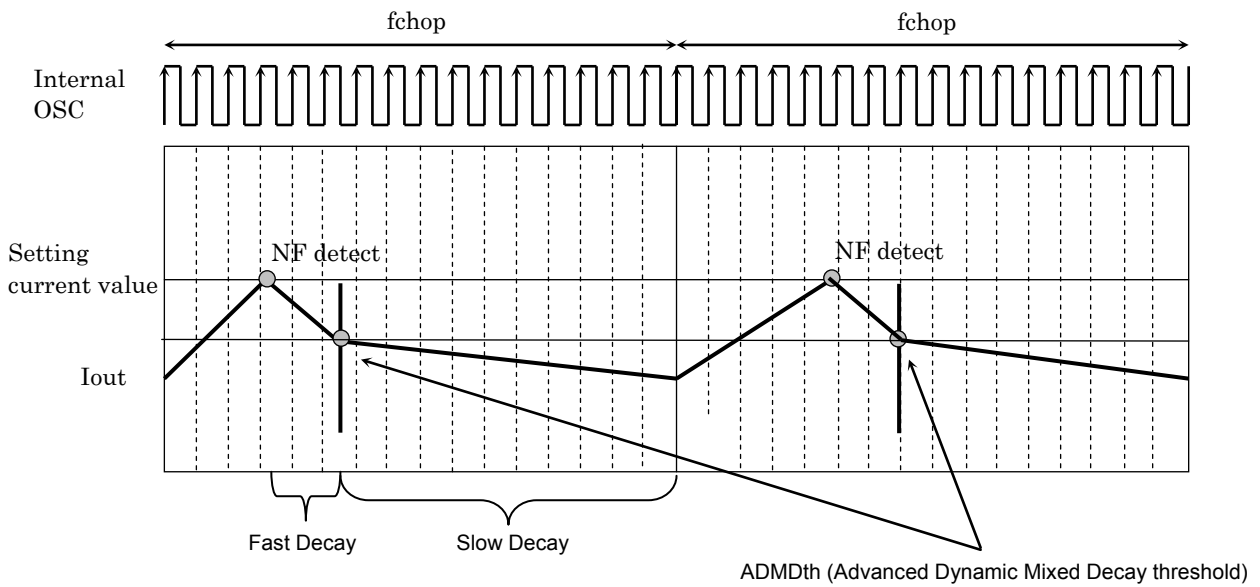 fchop
fchop
Internal
OSC
Setting
current value
NF detect
NF detect
Iout
Fast Decay
Slow Decay
ADMDth (Advanced Dynamic Mixed Decay threshold)